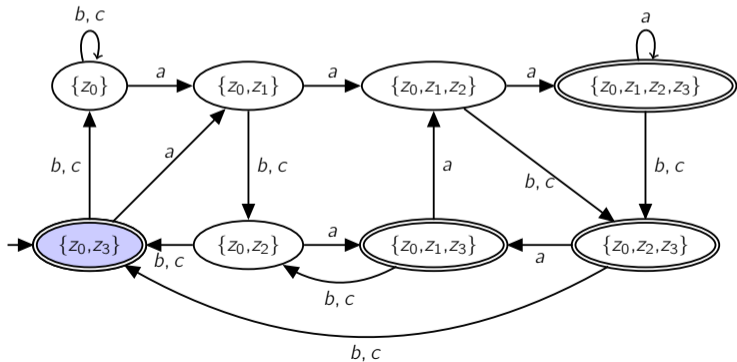 b, c
a
{z0} a {z0,z1} a {z0,z1,z2} a {z0,z1,z2,z3}
b, c a b, c a b, c b, c
{z0,z3} b, c {z0,z2} a {z0,z1,z3} a {z0,z2,z3}
b, c
b, c